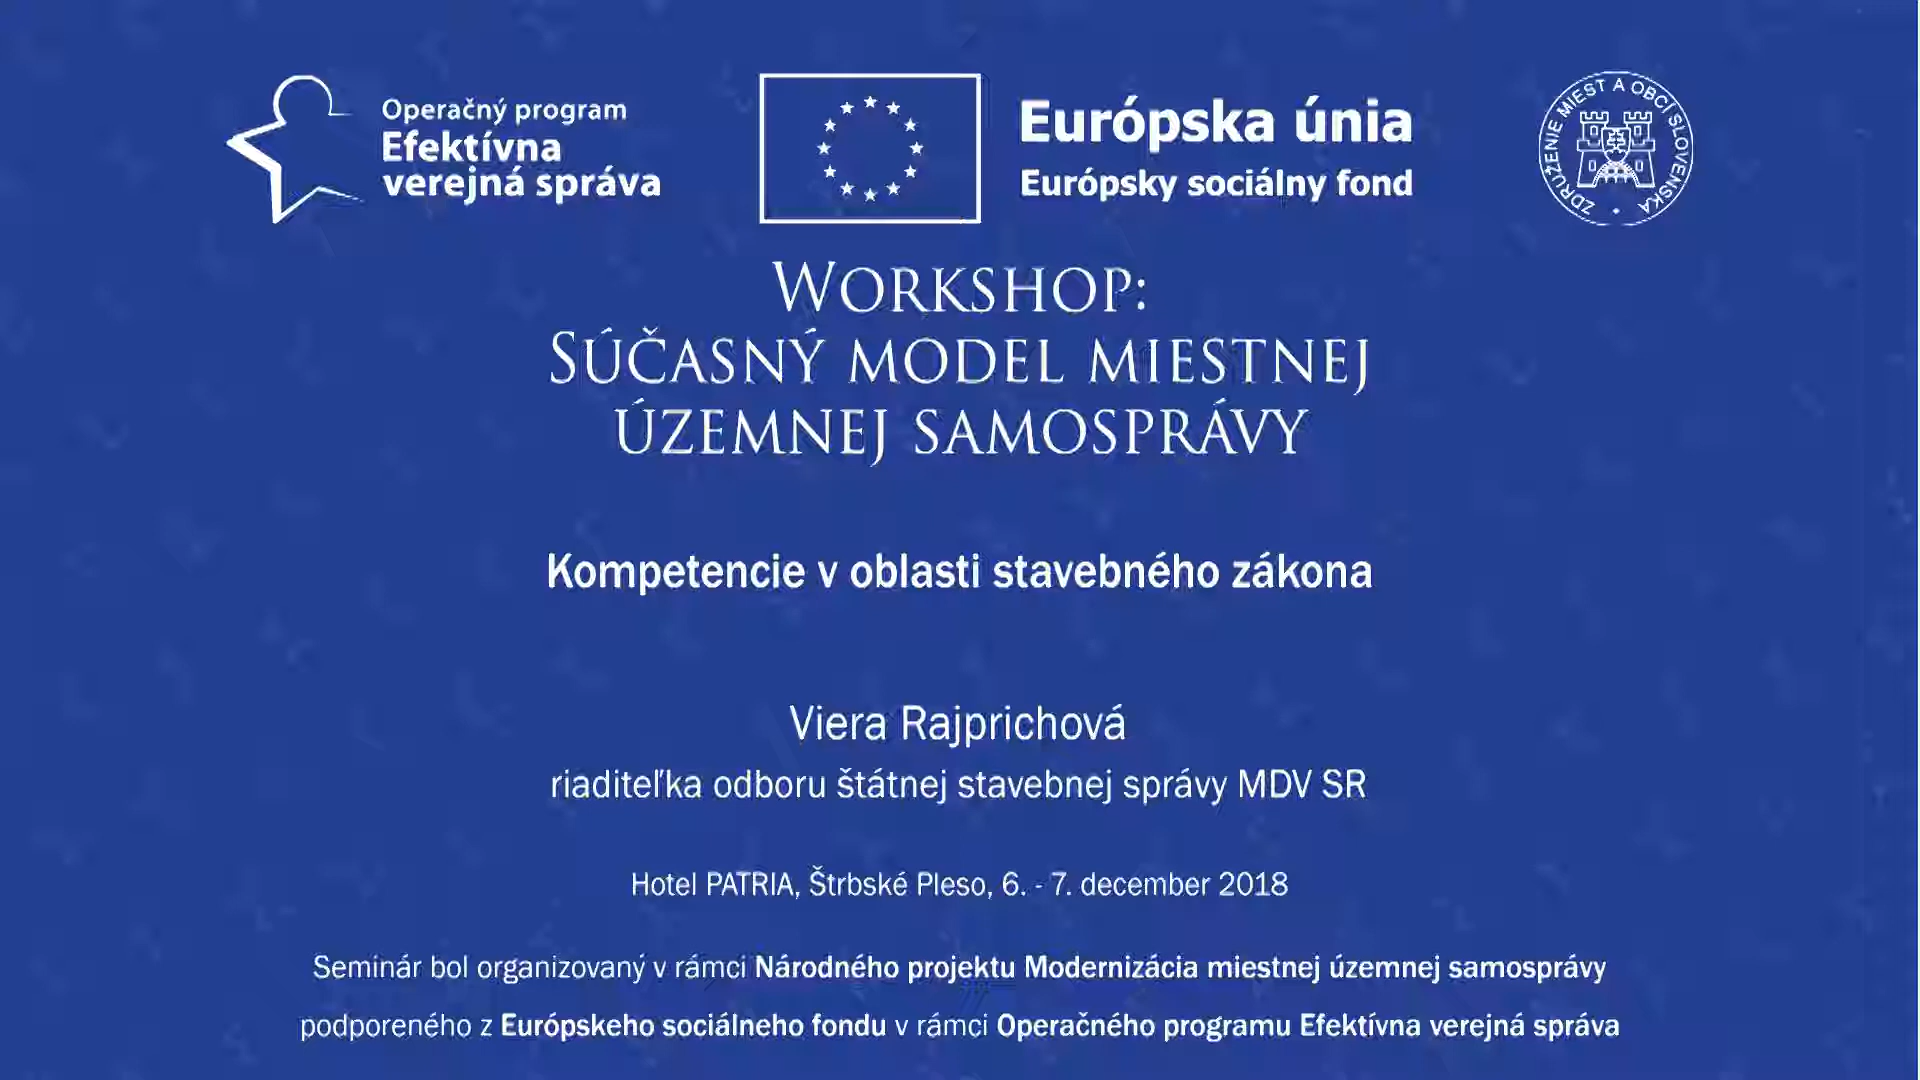 Operačný program
Efektívna
verejná správa
Európska únia
Európsky sociálny fond
ZDRUŽENIE MIEST A OBCÍ SLOVENSKA
WORKSHOP:
SÚČASNÝ MODEL MIESTNEJ
ÚZEMNEJ SAMOSPRÁVY
Kompetencie v oblasti stavebného zákona
Viera Rajprichová
riaditeľka odboru štátnej stavebnej správy MDV SR
Hotel PATRIA, Štrbské Pleso, 6. - 7. december 2018
Seminár bol organizovaný v rámci Národného projektu Modernizácia miestnej územnej samosprávy
podporeného z Európskeho sociálneho fondu v rámci Operačného programu Efektívna verejná správa